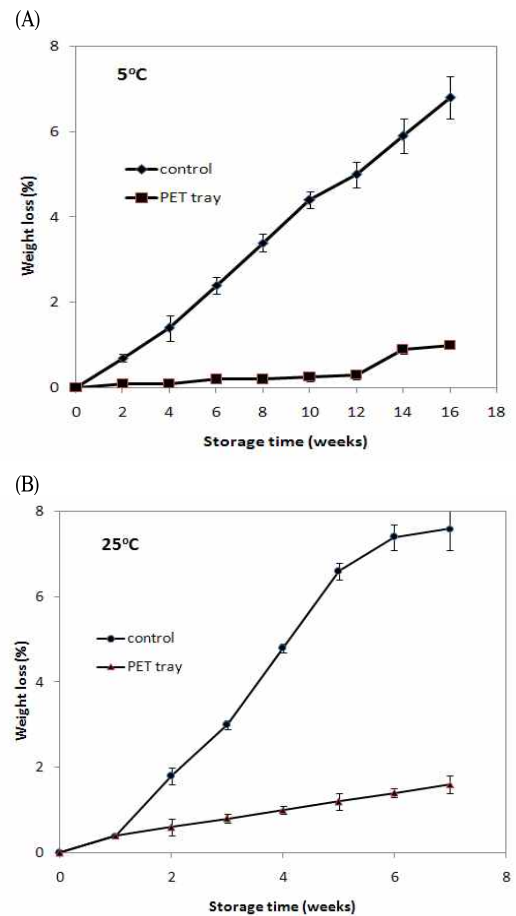 (A)
8
5°C
6
control
PET tray
Weight loss (%)
4
2
0
0 2 4 6 8 10 12 14 16 18
Storage time (weeks)
(B)
8
25°C
6
control
PET tray
Weight loss (%)
4
2
0
0 2 4 6 8
Storage time (weeks)